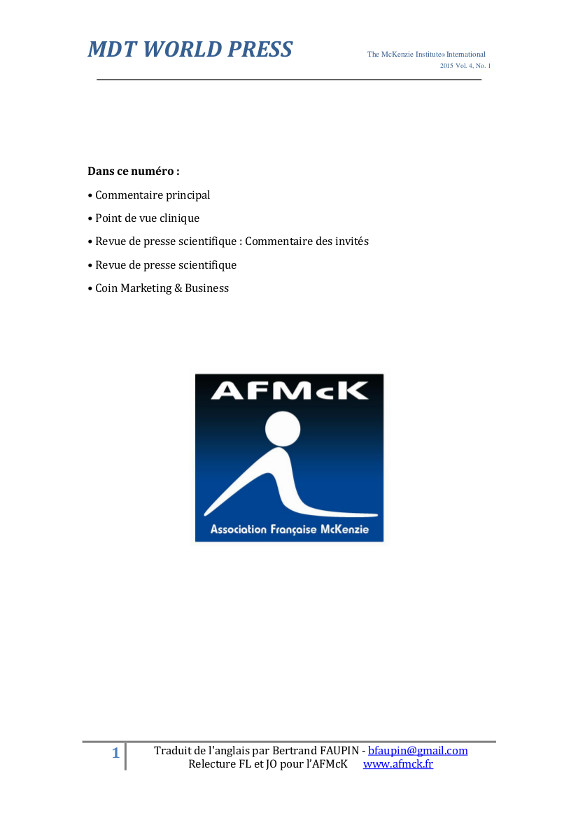 MDT WORLD PRESS
The McKenzie Institutes International
2015 Vol. 4, No. 1
Dans ce numéro :
• Commentaire principal
• Point de vue clinique
• Revue de presse scientifique : Commentaire des invités
• Revue de presse scientifique
• Coin Marketing & Business
AFMcK
Association Française McKenzie
1
Traduit de l'anglais par Bertrand FAUPIN - bfaupin@gmail.com
Relecture FL et JO pour l'AFMcK www.afmck.fr